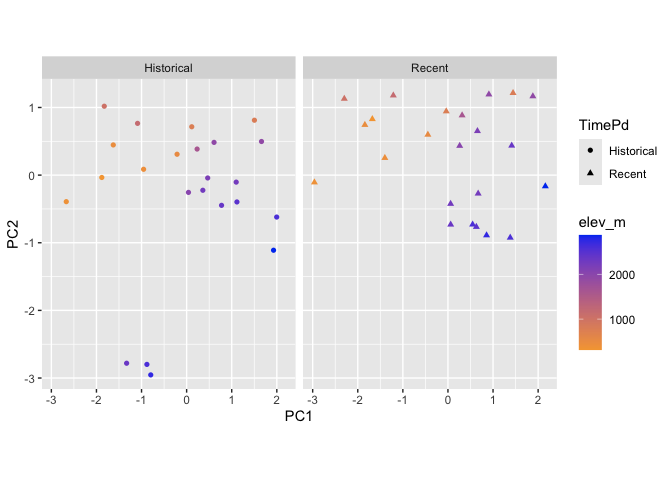 Historical
Recent
1
0
-1
-2
-3
PC2
-3
-2
-1
0
1
2
-3
-2
-1
0
1
2
PC1
TimePd
Historical
Recent
elev_m
2000
1000